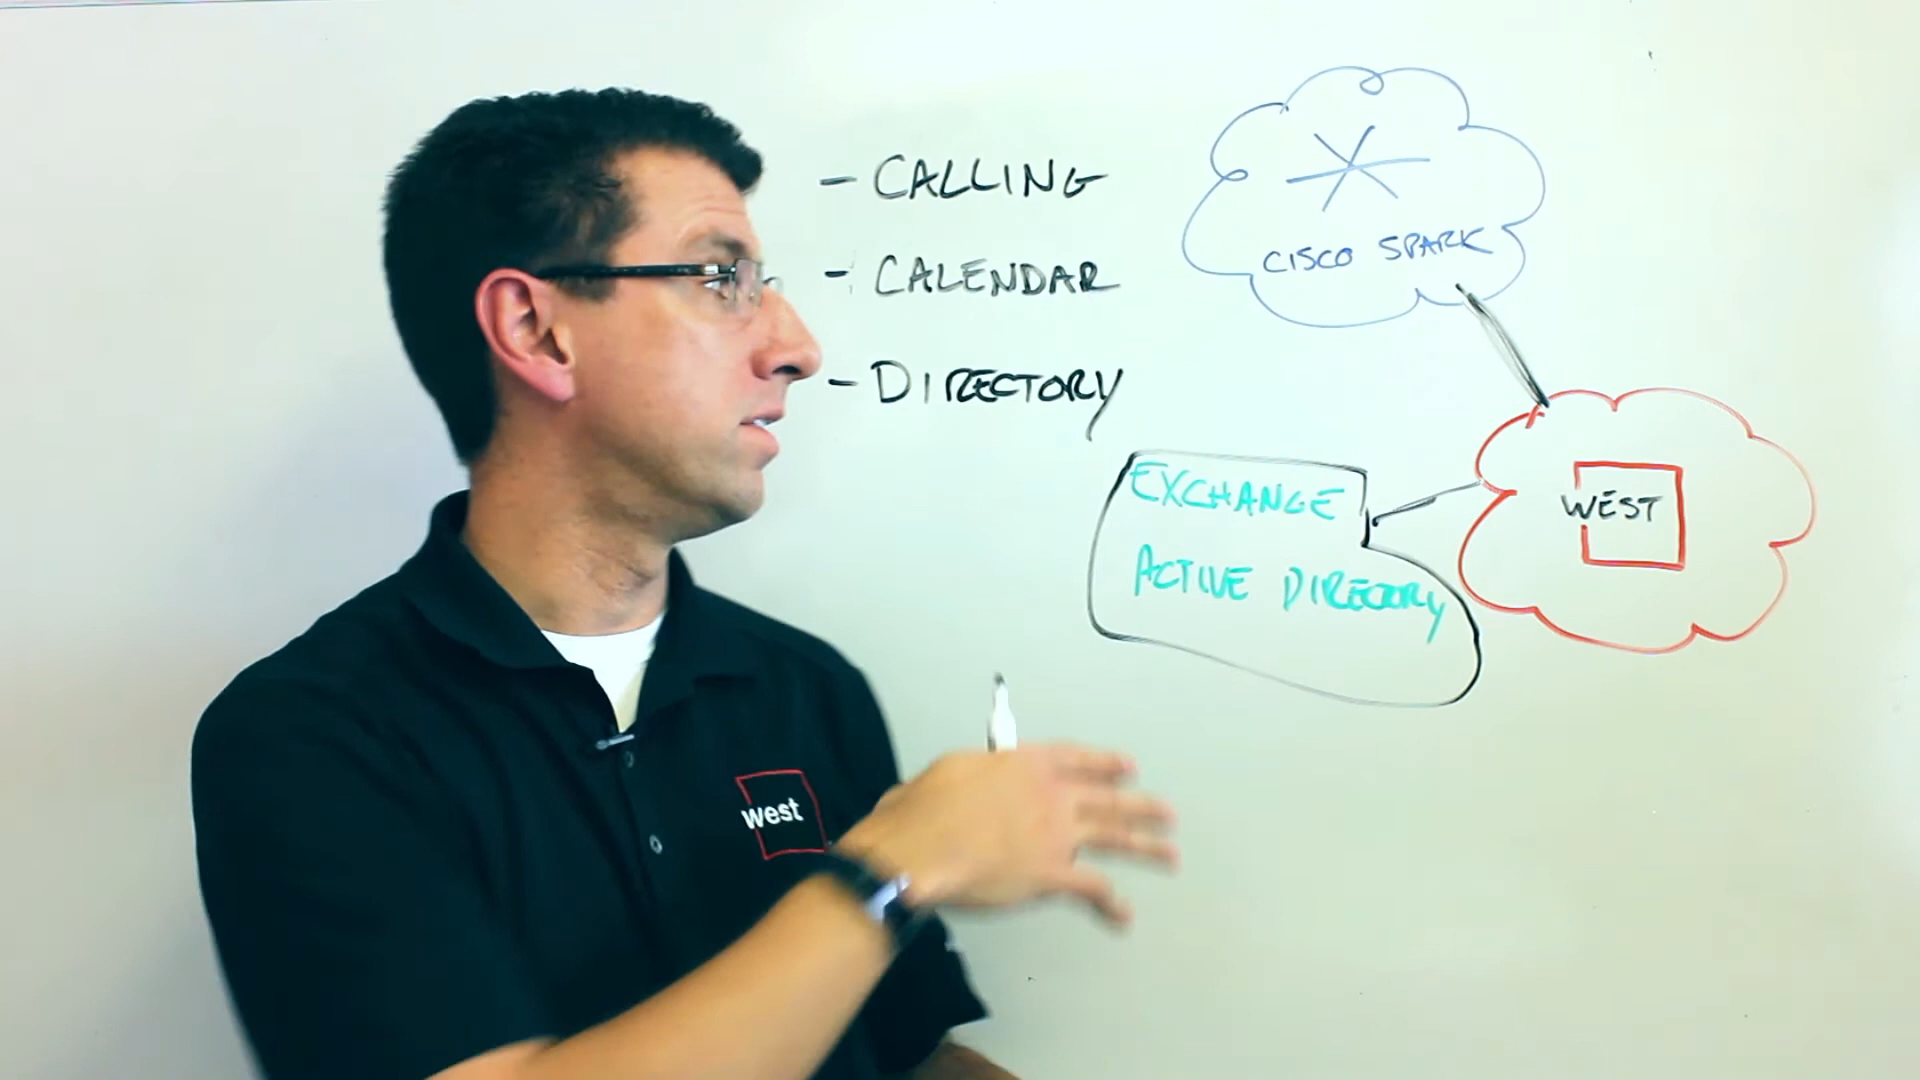 - CALLING
- CALENDAR
- DIRECTORY
CISCO SPARK
EXCHANGE
ACTIVE DIRECTORY
WEST
west